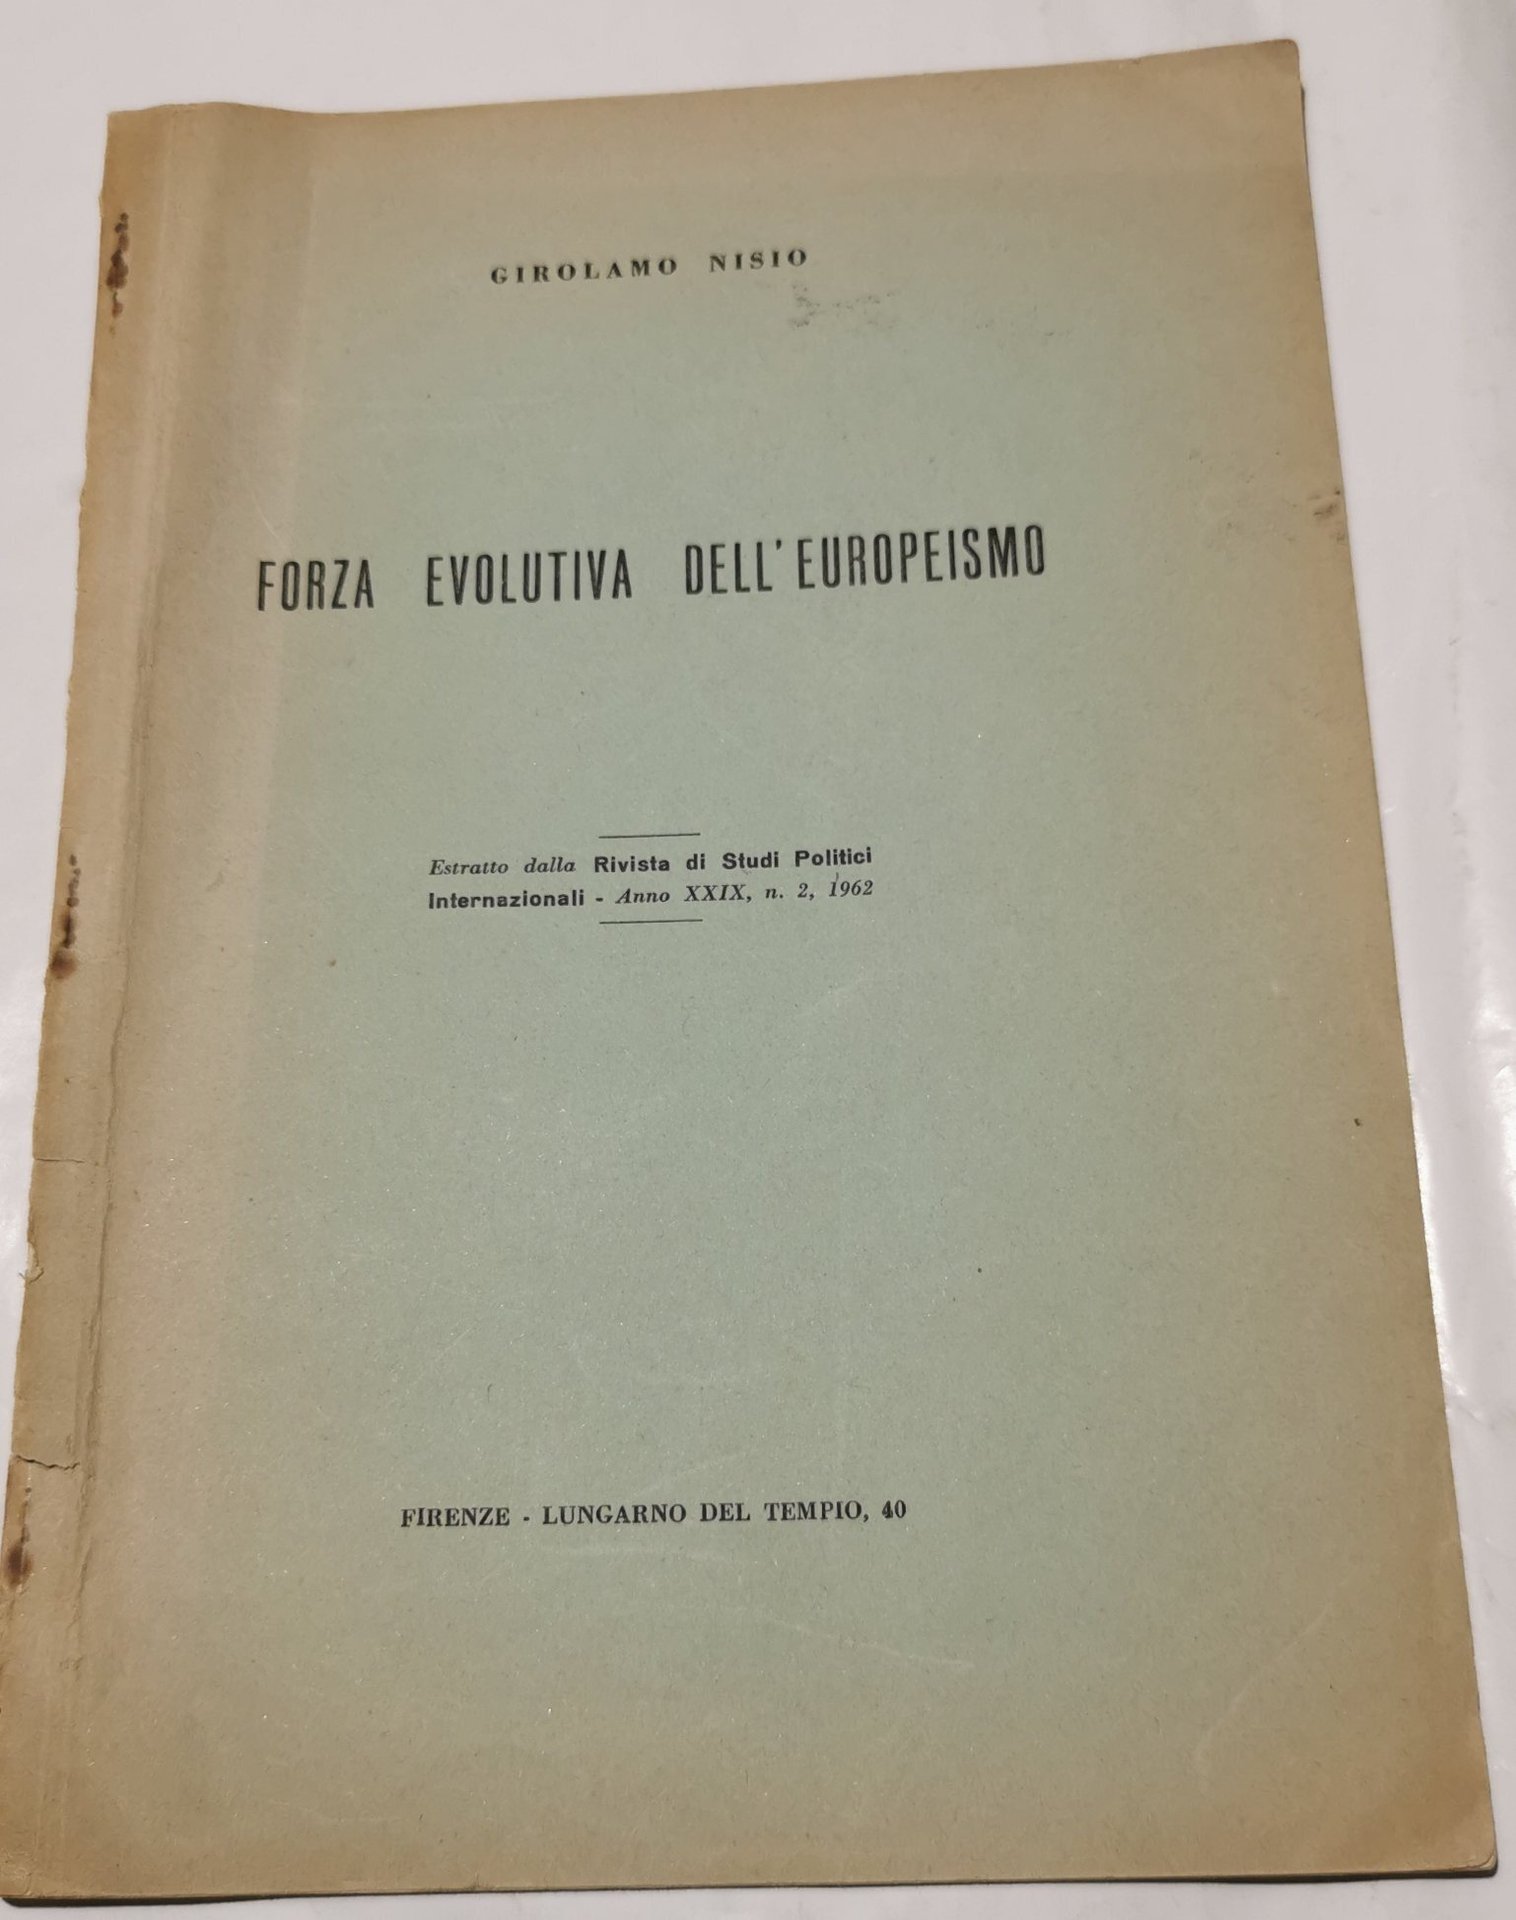 GIROLAMO NISIO
FORZA EVOLUTIVA DELL'EUROPEISMO
Estratto dalla Rivista di Studi Politici
Internazionali - Anno XXIX, n. 2, 1962
FIRENZE - LUNGARNO DEL TEMPIO, 40